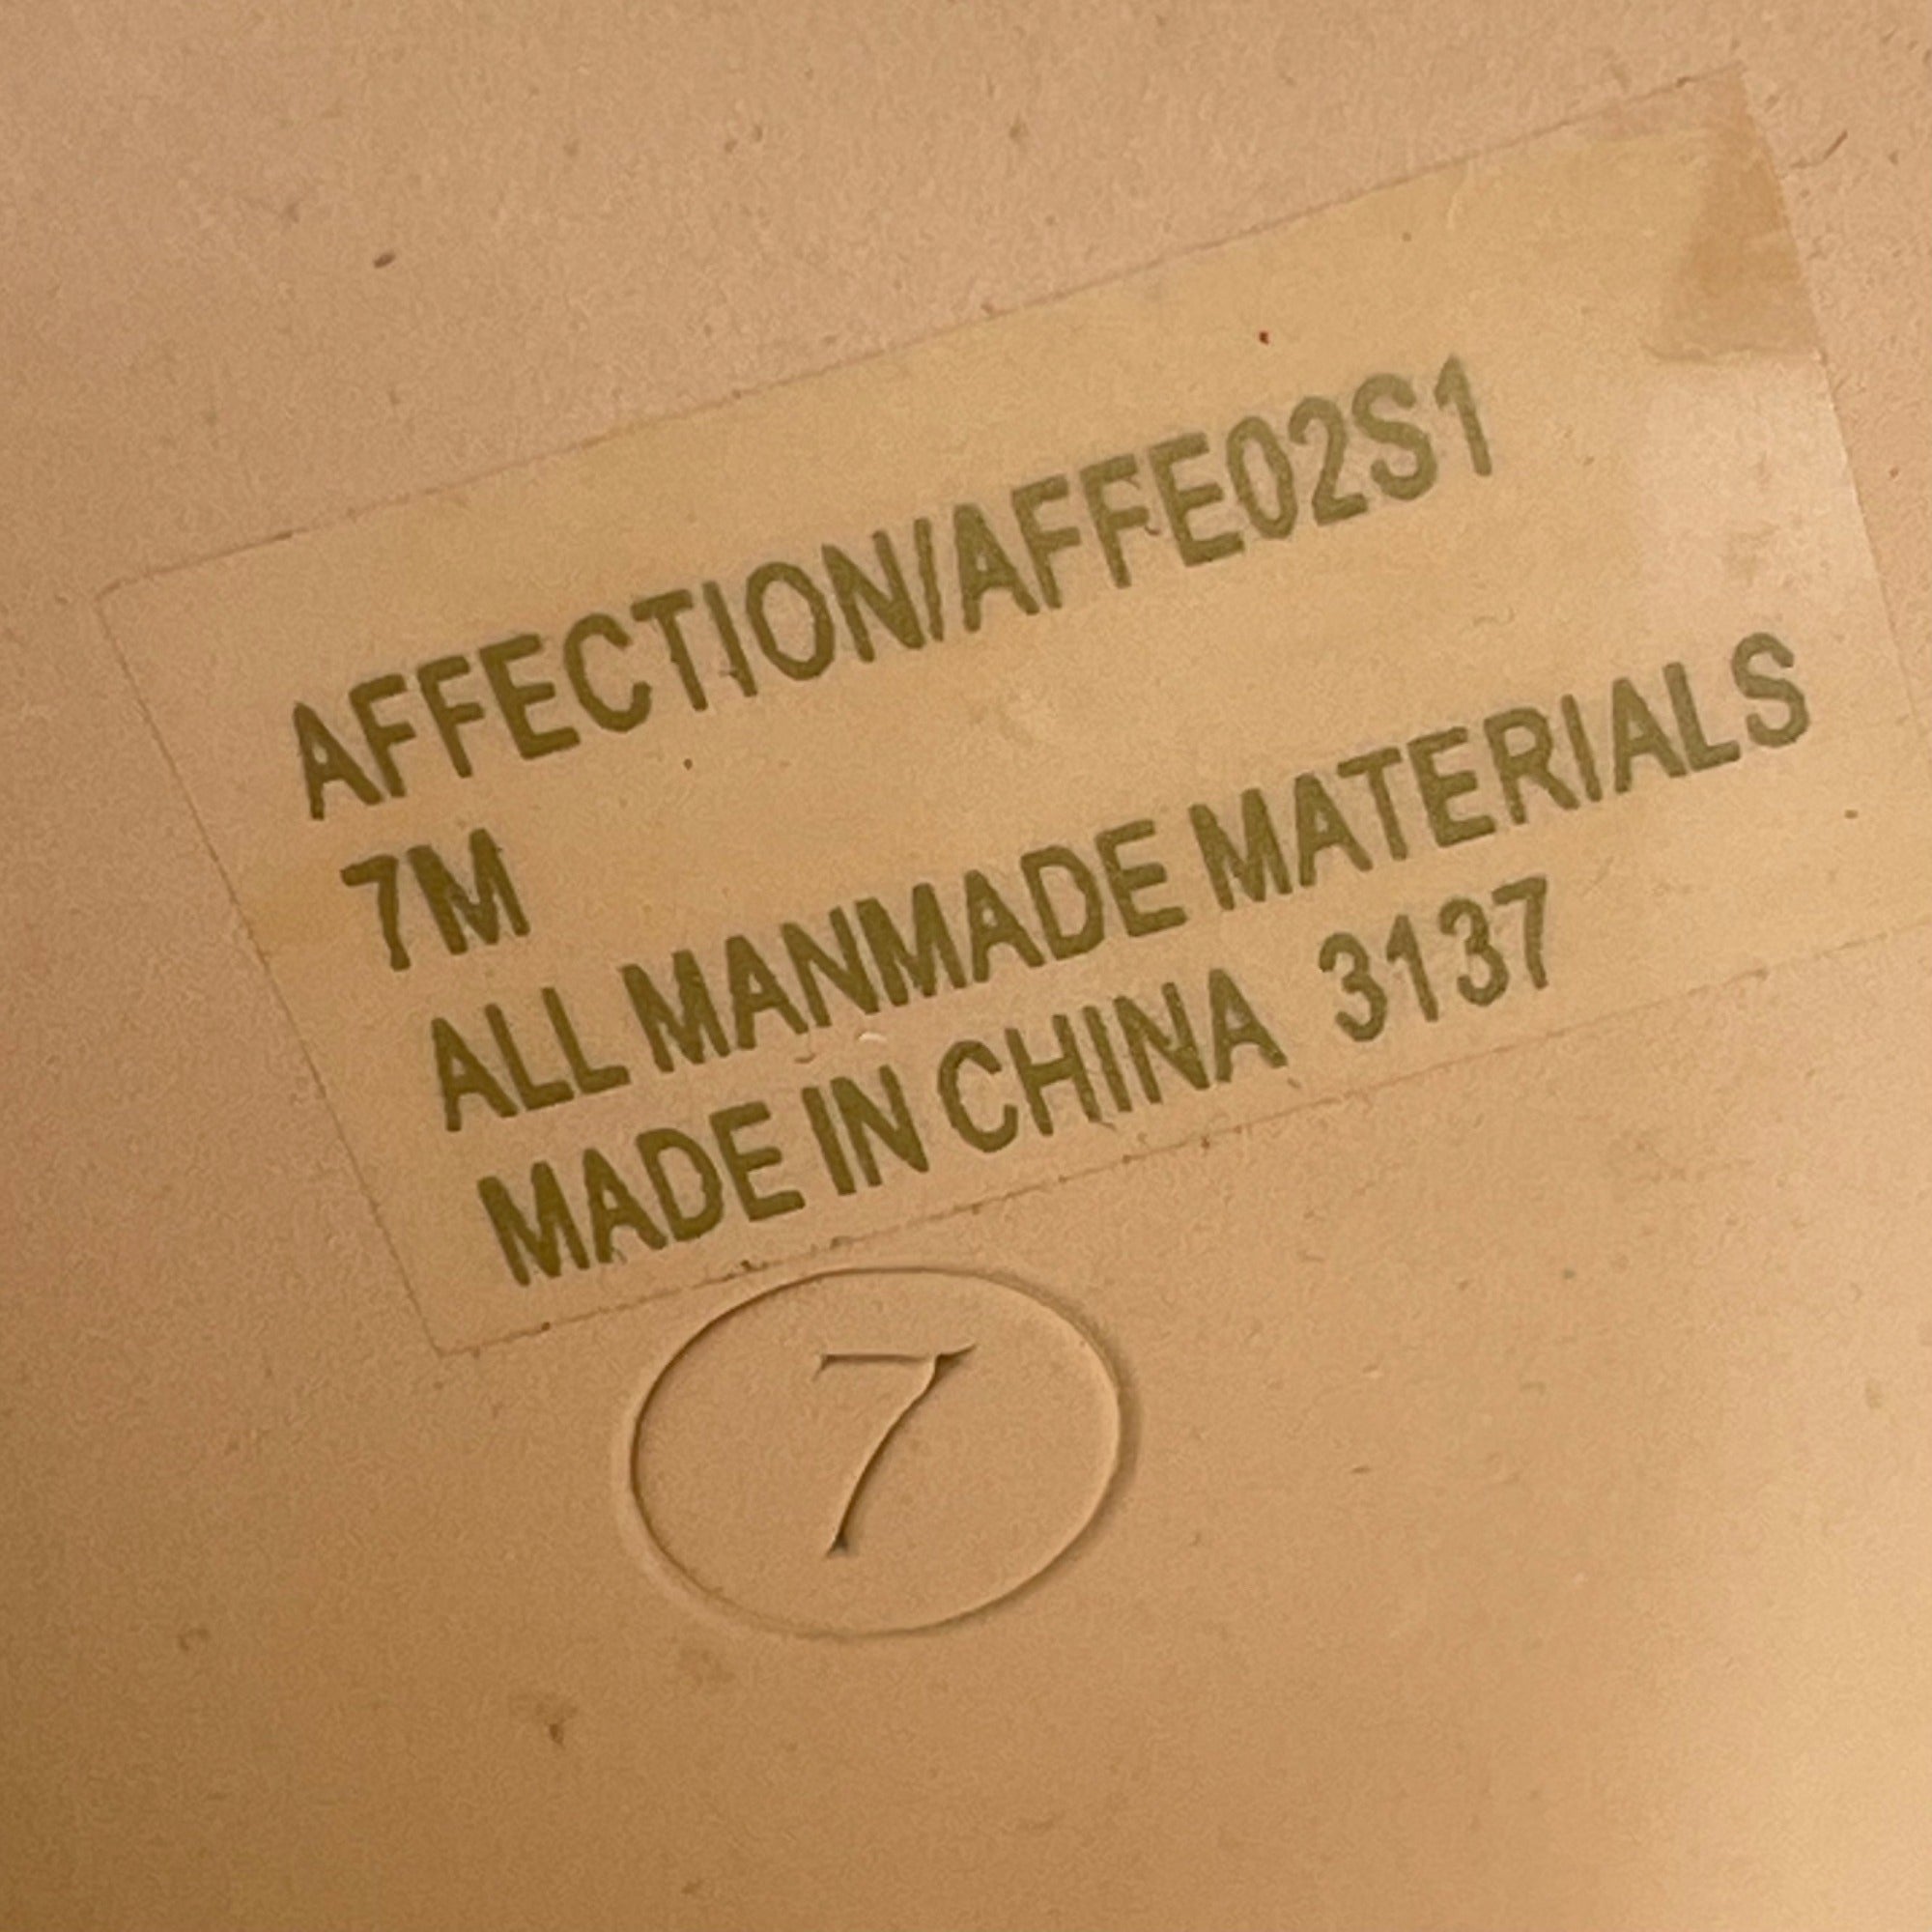 AFFECTION/AFFE02S1
7M
ALL MANMADE MATERIALS
MADE IN CHINA 3137
7